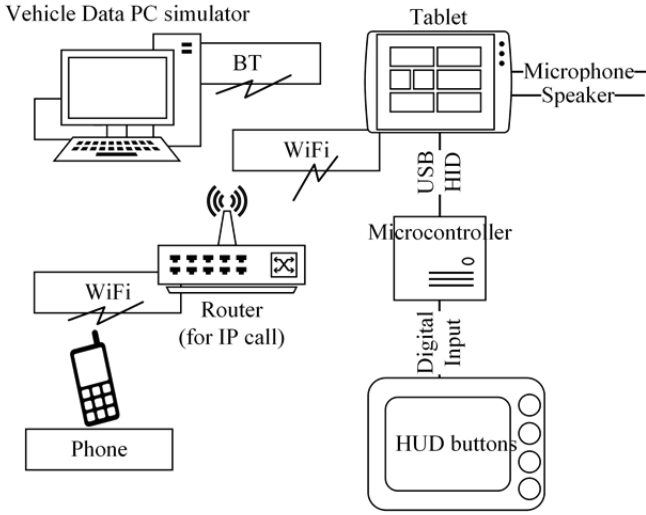 Vehicle Data PC simulator
Tablet
BT
Microphone
Speaker
WiFi
USB
HID
Microcontroller
WiFi
Router
(for IP call)
Digital
Input
Phone
HUD buttons